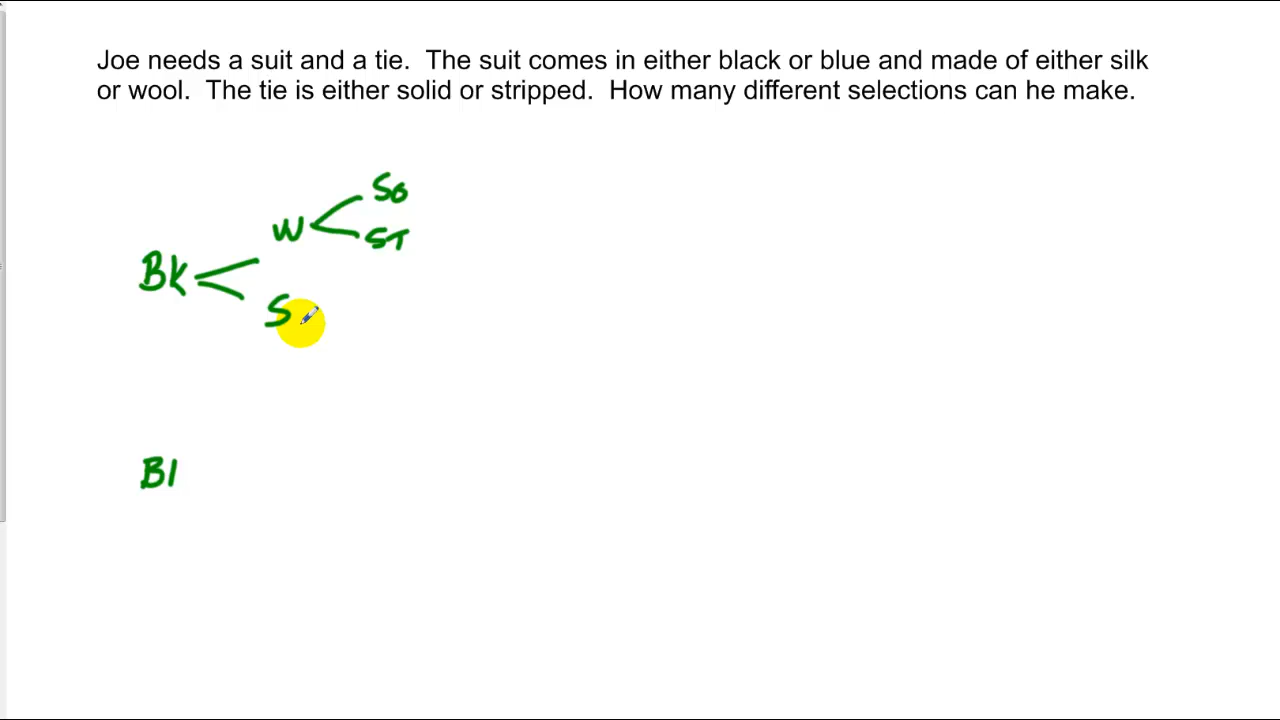 Joe needs a suit and a tie.  The suit comes in either black or blue and made of either silk
or wool.  The tie is either solid or stripped.  How many different selections can he make.
So
W
ST
Bk
S
Bl